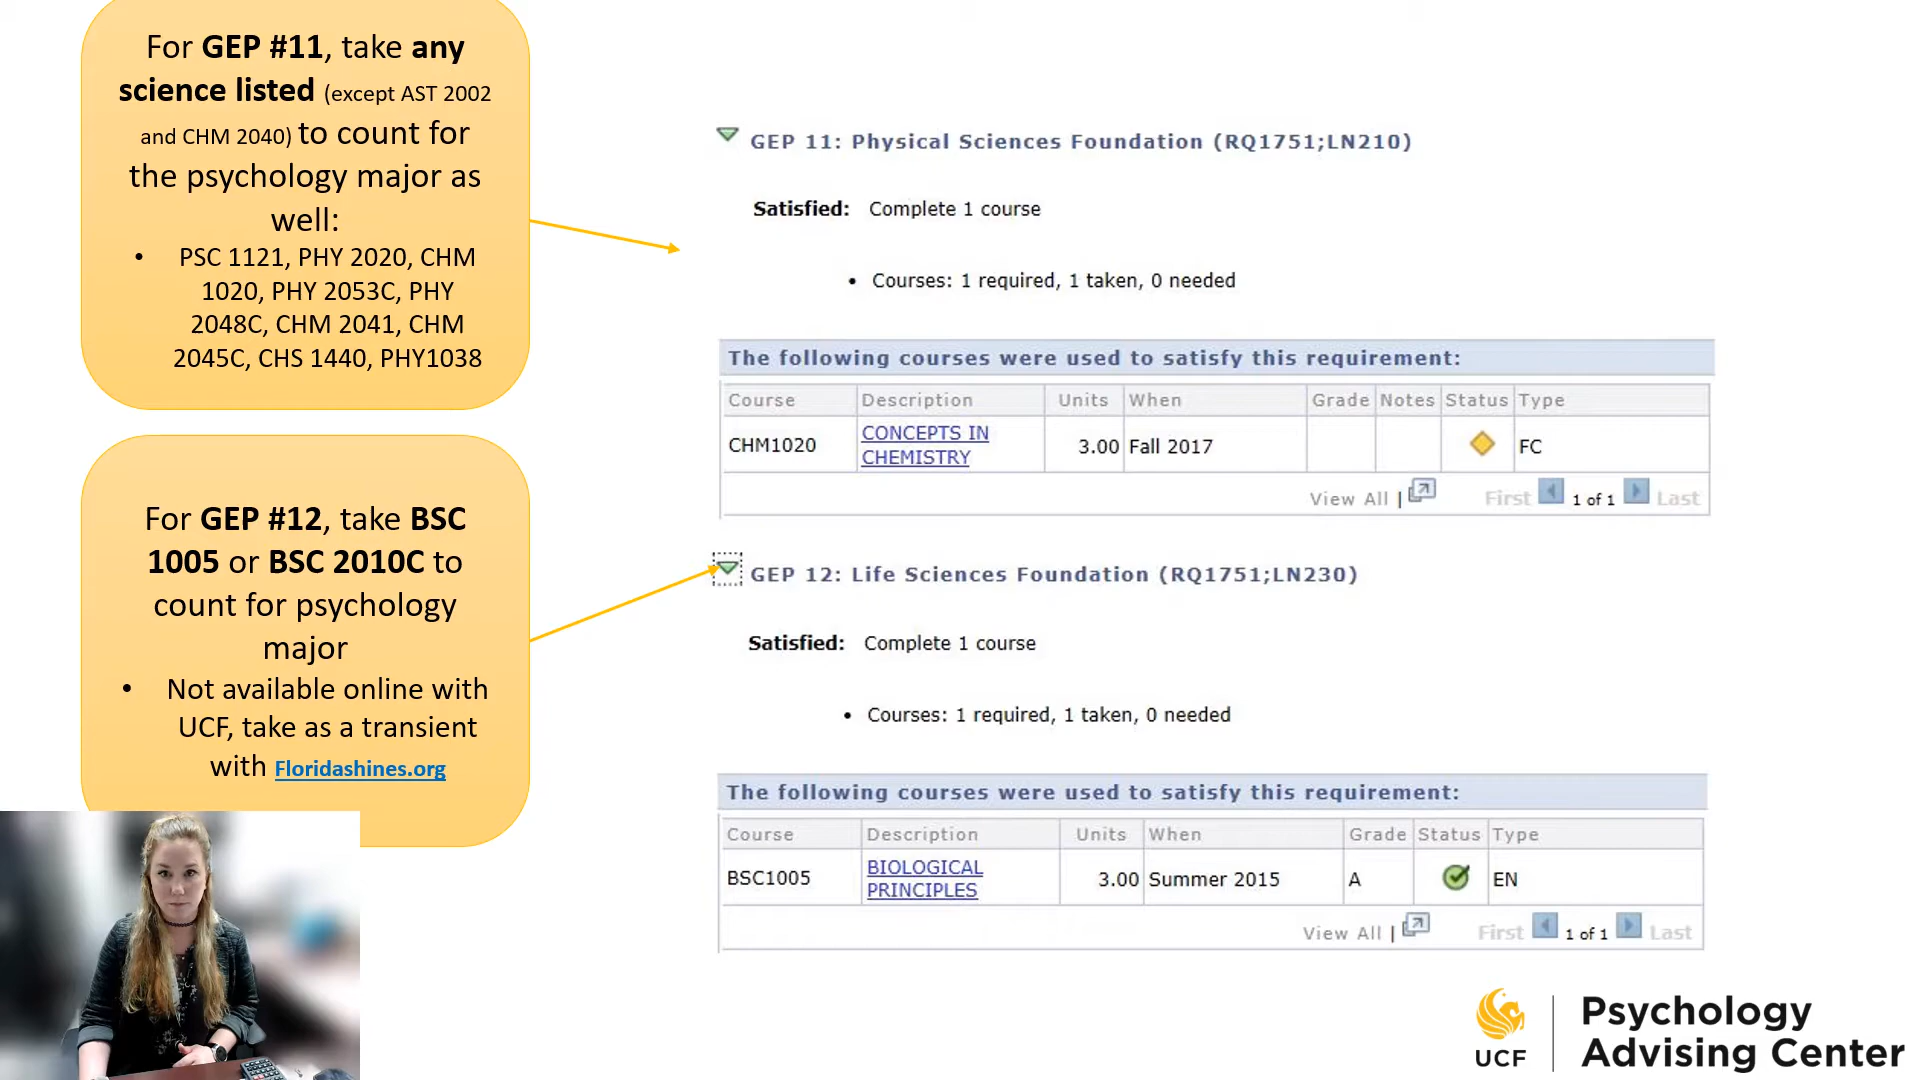 For GEP #11, take any
science listed (except AST 2002
and CHM 2040) to count for
the psychology major as
well:
• PSC 1121, PHY 2020, CHM
1020, PHY 2053C, PHY
2048C, CHM 2041, CHM
2045C, CHS 1440, PHY1038
For GEP #12, take BSC
1005 or BSC 2010C to
count for psychology
major
• Not available online with
UCF, take as a transient
with Floridashines.org
GEP 11: Physical Sciences Foundation (RQ1751;LN210)
Satisfied: Complete 1 course
• Courses: 1 required, 1 taken, 0 needed
The following courses were used to satisfy this requirement:
Course Description Units When Grade Notes Status Type
CHM1020 CONCEPTS IN CHEMISTRY 3.00 Fall 2017 FC
View All | First 1 of 1 Last
GEP 12: Life Sciences Foundation (RQ1751;LN230)
Satisfied: Complete 1 course
• Courses: 1 required, 1 taken, 0 needed
The following courses were used to satisfy this requirement:
Course Description Units When Grade Status Type
BSC1005 BIOLOGICAL PRINCIPLES 3.00 Summer 2015 A EN
View All | First 1 of 1 Last
UCF
Psychology
Advising Center